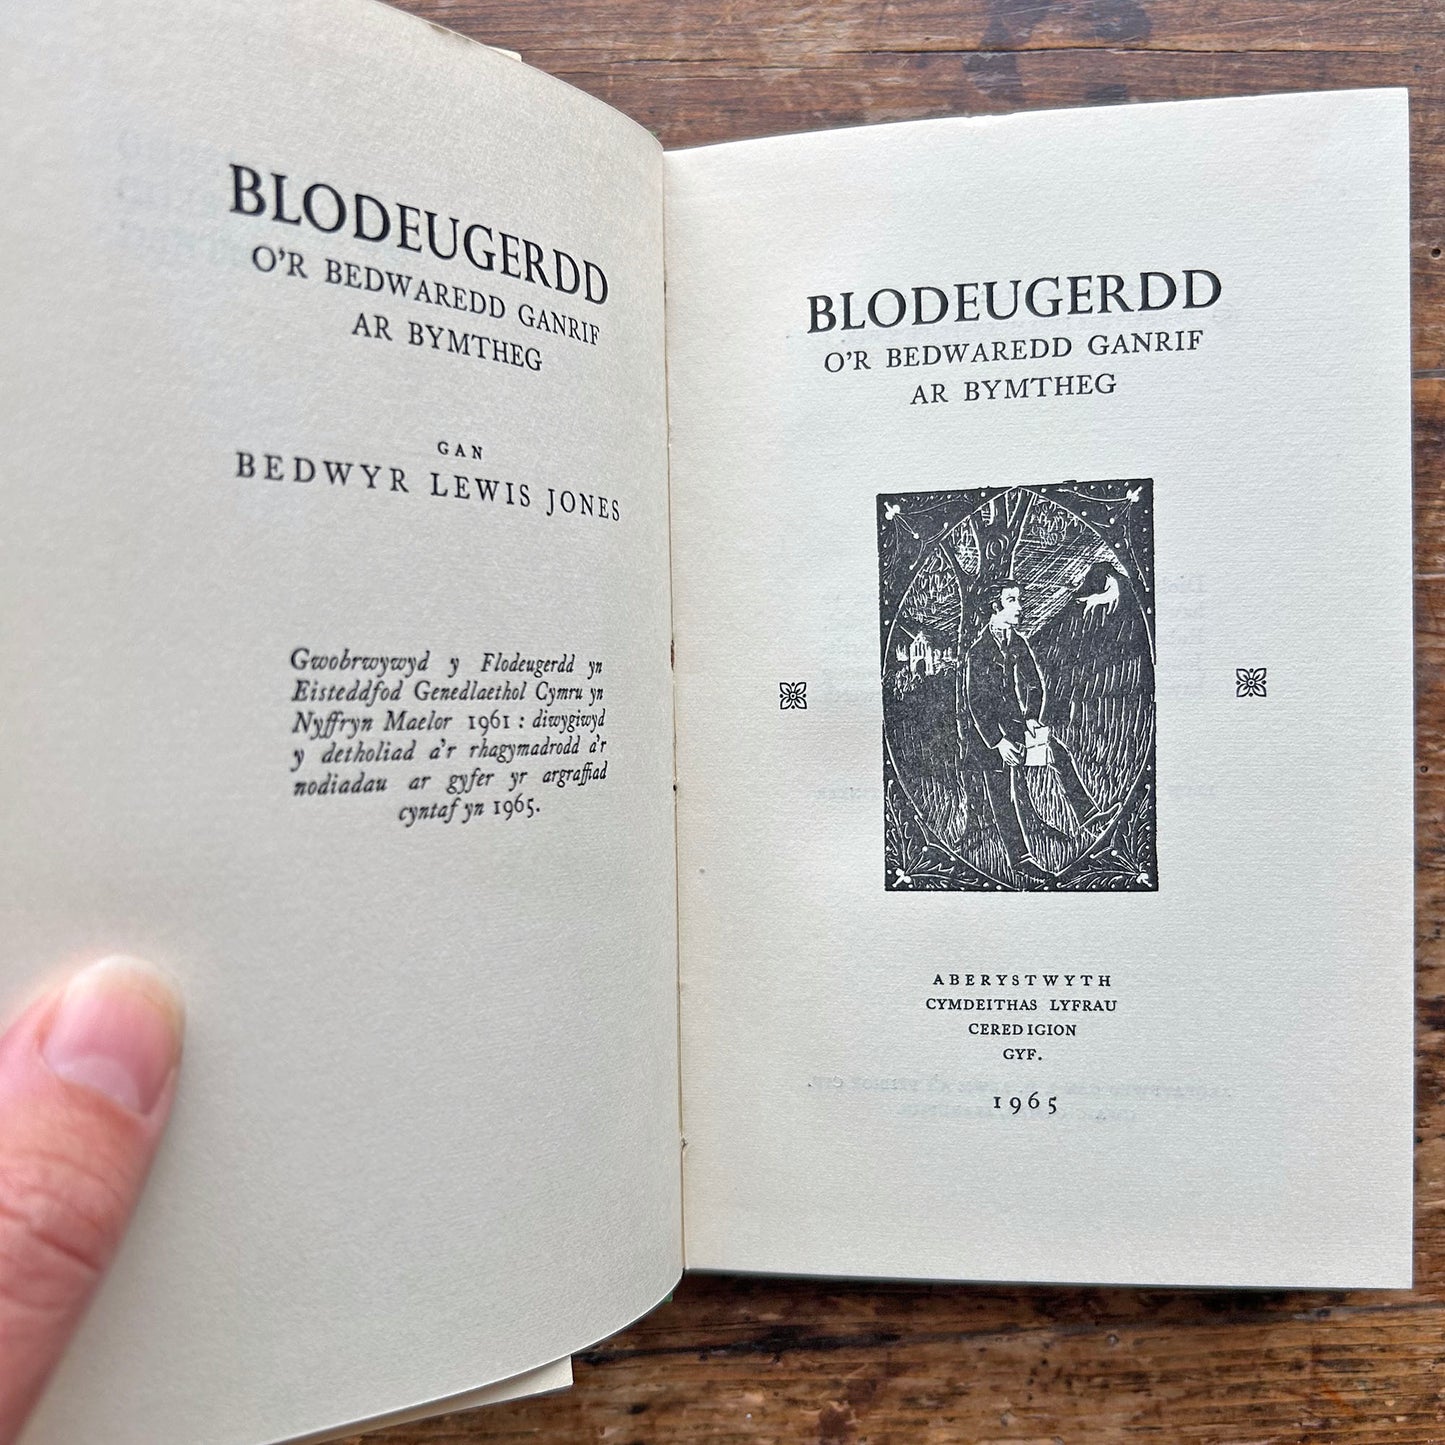 BLODEUGERDD
O'R BEDWAREDD GANRIF
AR BYMTHEG
GAN
BEDWYR LEWIS JONES
Gwobrwywyd y Flodeugerdd yn
Eisteddfod Genedlaethol Cymru yn
Nyffryn Maelor 1961 : diwygiwyd
y detholiad a'r rhagymadrodd a'r
nodiadau ar gyfer yr argraffiad
cyntaf yn 1965.
BLODEUGERDD
O'R BEDWAREDD GANRIF
AR BYMTHEG
ABERYSTWYTH
CYMDEITHAS LYFRAU
CEREDIGION
GYF.
1965